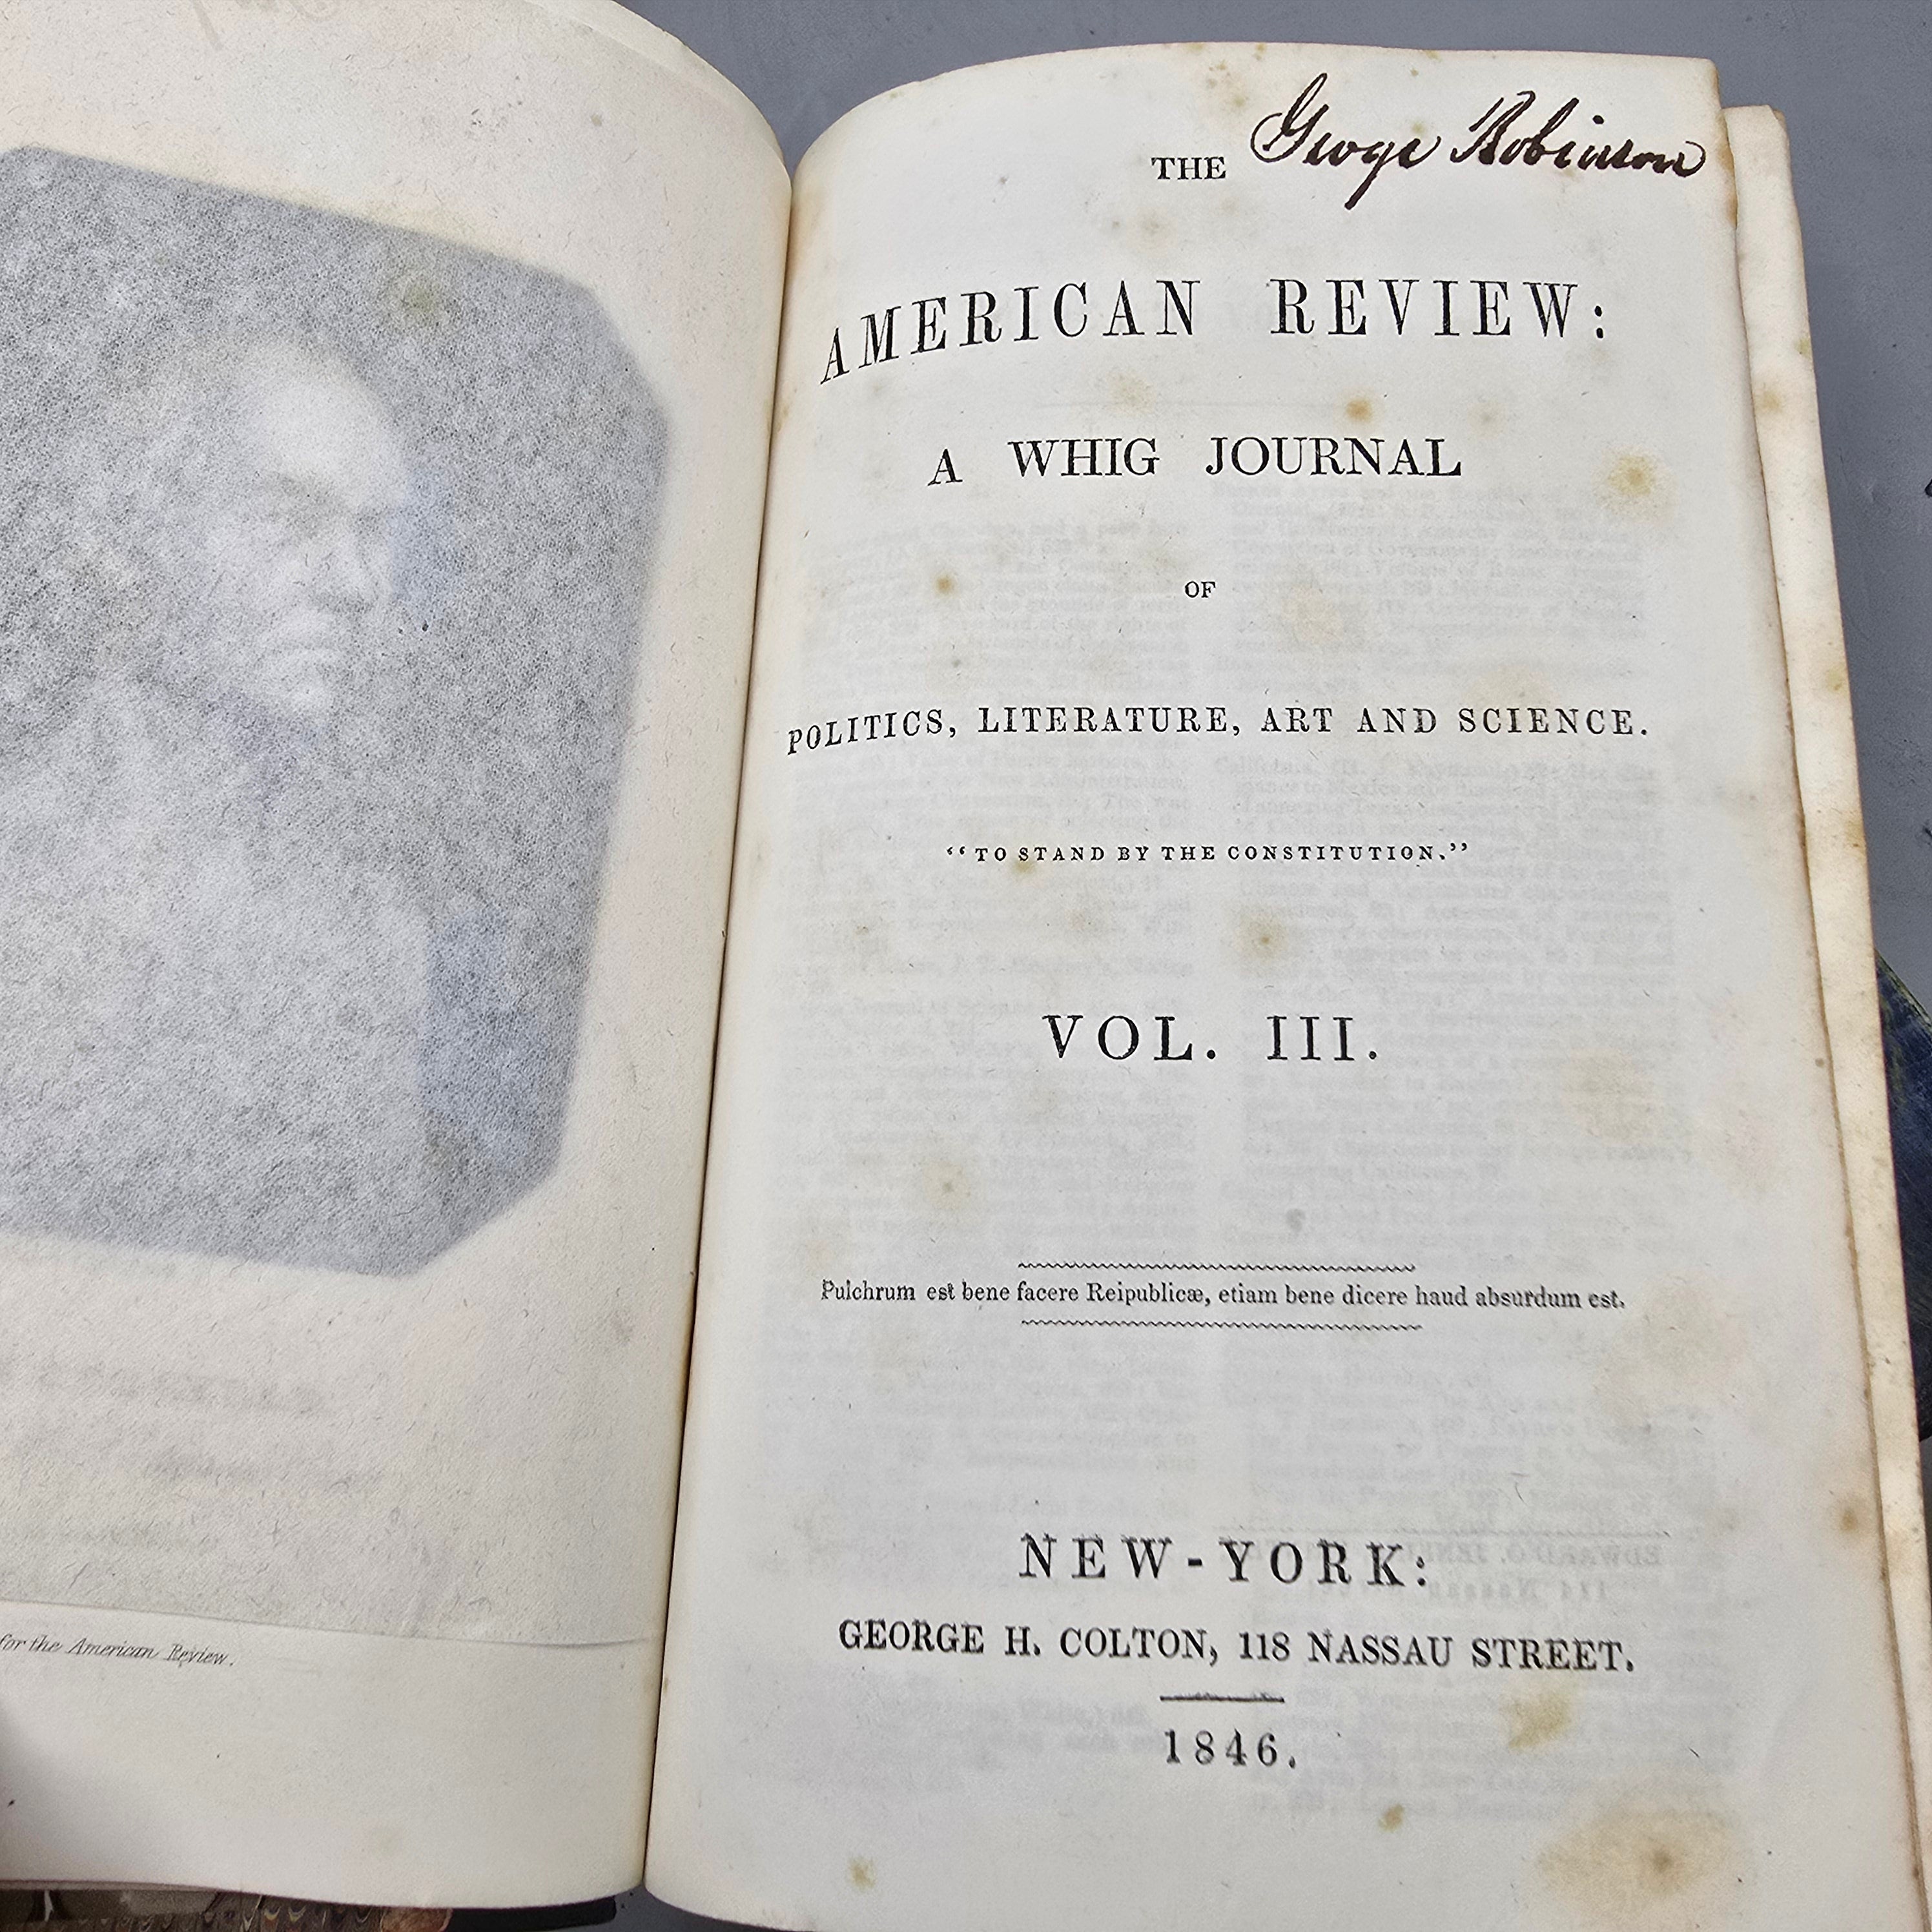 for the American Review.
George Robinson
THE
AMERICAN REVIEW:
A WHIG JOURNAL
OF
POLITICS, LITERATURE, ART AND SCIENCE.
“TO STAND BY THE CONSTITUTION.”
VOL. III.
Pulchrum est bene facere Reipublicæ, etiam bene dicere haud absurdum est.
NEW-YORK:
GEORGE H. COLTON, 118 NASSAU STREET.
1846.